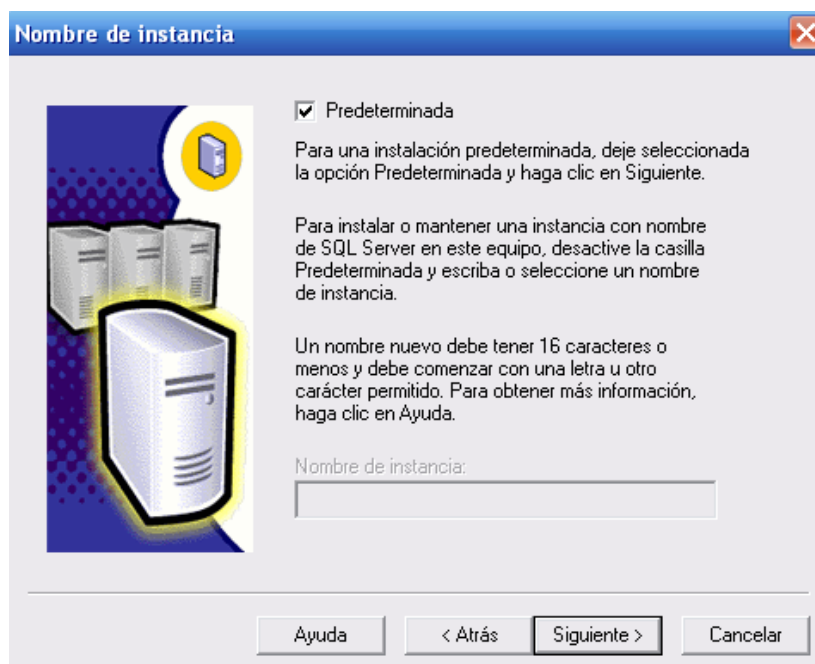 Nombre de instancia
Predeterminada
Para una instalación predeterminada, deje seleccionada
la opción Predeterminada y haga clic en Siguiente.
Para instalar o mantener una instancia con nombre
de SQL Server en este equipo, desactive la casilla
Predeterminada y escriba o seleccione un nombre
de instancia.
Un nombre nuevo debe tener 16 caracteres o
menos y debe comenzar con una letra u otro
carácter permitido. Para obtener más información,
haga clic en Ayuda.
Nombre de instancia:
Ayuda < Atrás Siguiente > Cancelar